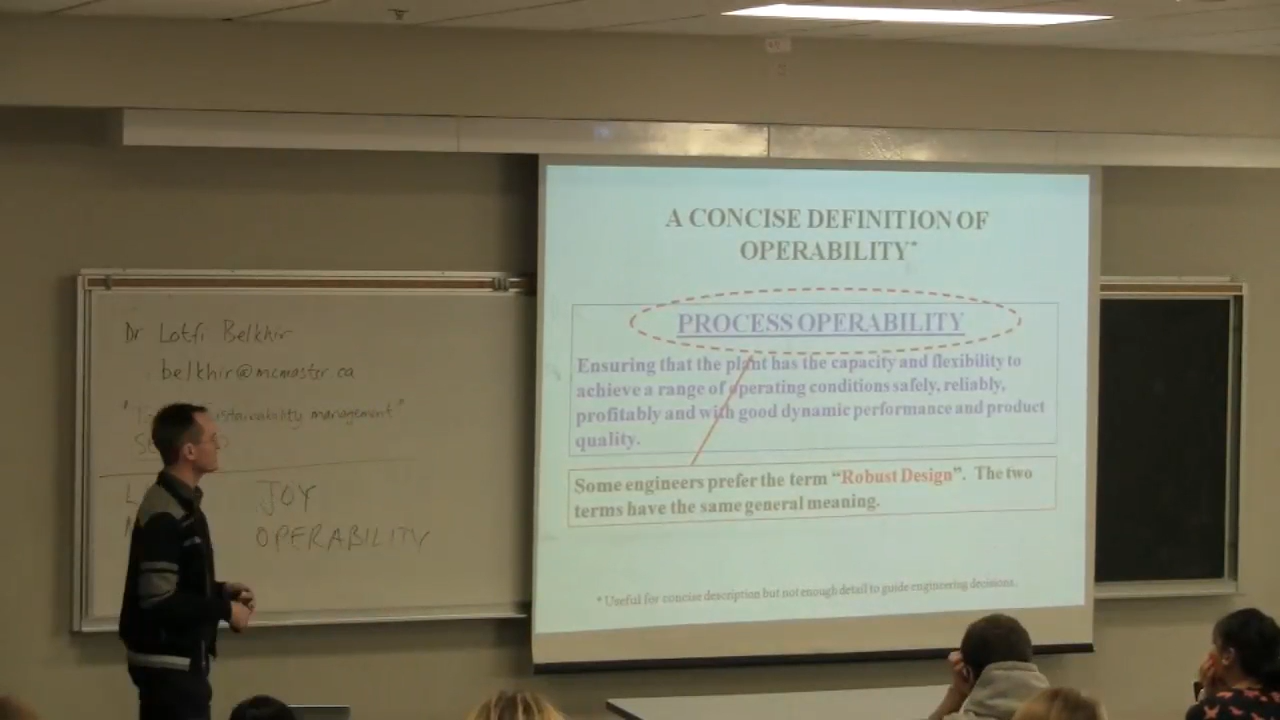 Dr Lotfi Belkhir
belkhir@mcmaster.ca
Sustainability management"
JOY
OPERABILITY
A CONCISE DEFINITION OF
OPERABILITY*
PROCESS OPERABILITY
Ensuring that the plant has the capacity and flexibility to
achieve a range of operating conditions safely, reliably,
profitably and with good dynamic performance and product
quality.
Some engineers prefer the term “Robust Design”. The two
terms have the same general meaning.
* Useful for concise description but not enough detail to guide engineering decisions.